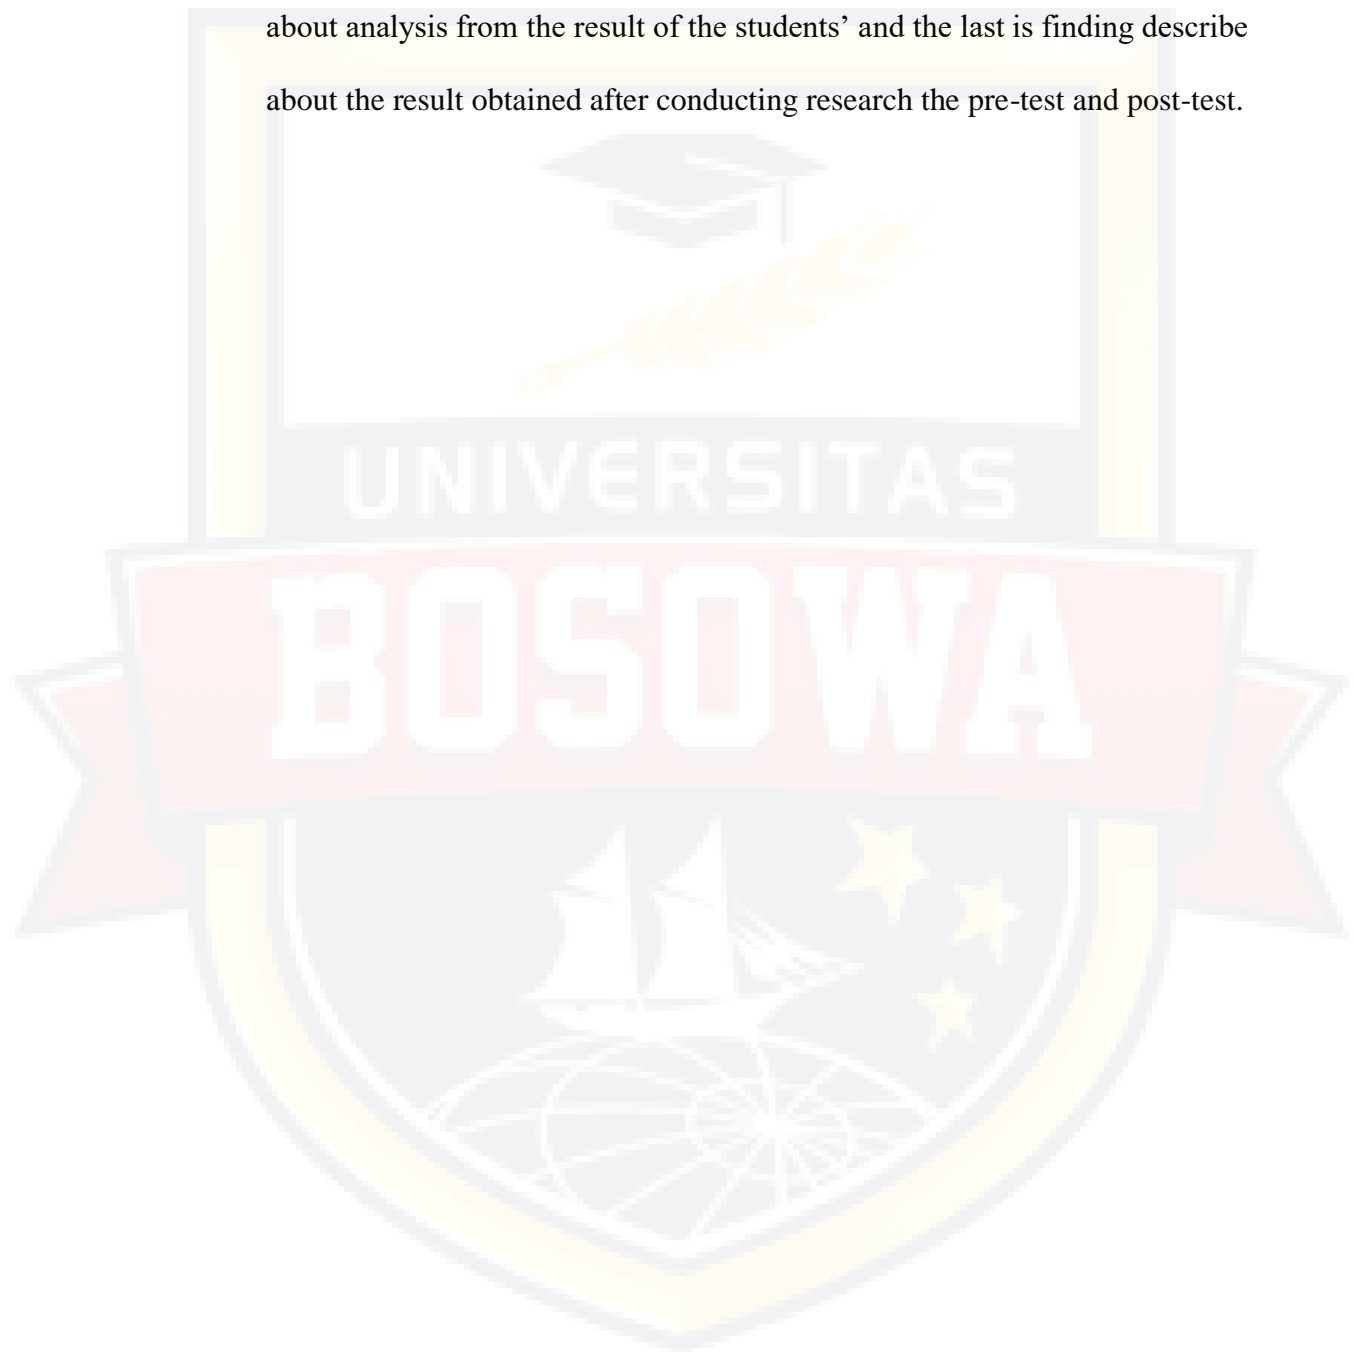 about analysis from the result of the students’ and the last is finding describe
about the result obtained after conducting research the pre-test and post-test.
UNIVERSITAS
BOSOWA